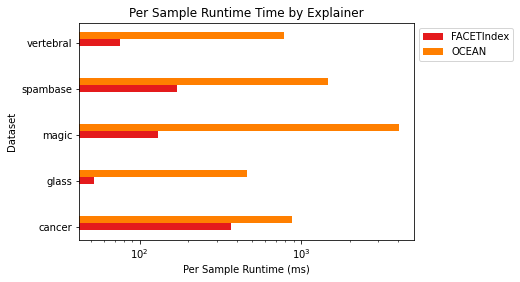 Per Sample Runtime Time by Explainer
FACETIndex
OCEAN
vertebral
spambase
magic
glass
cancer
Dataset
10²
10³
Per Sample Runtime (ms)